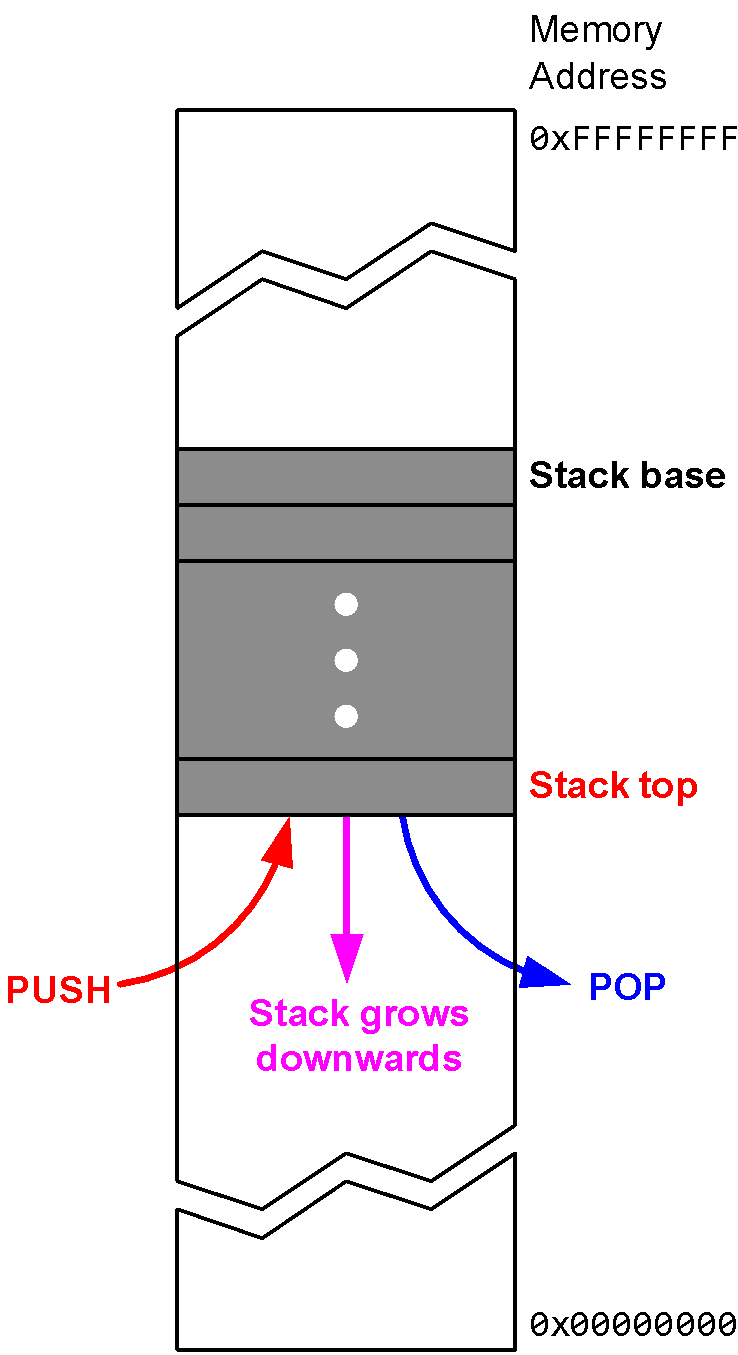 Memory
Address
0xFFFFFFFF
Stack base
Stack top
PUSH
POP
Stack grows
downwards
0x00000000